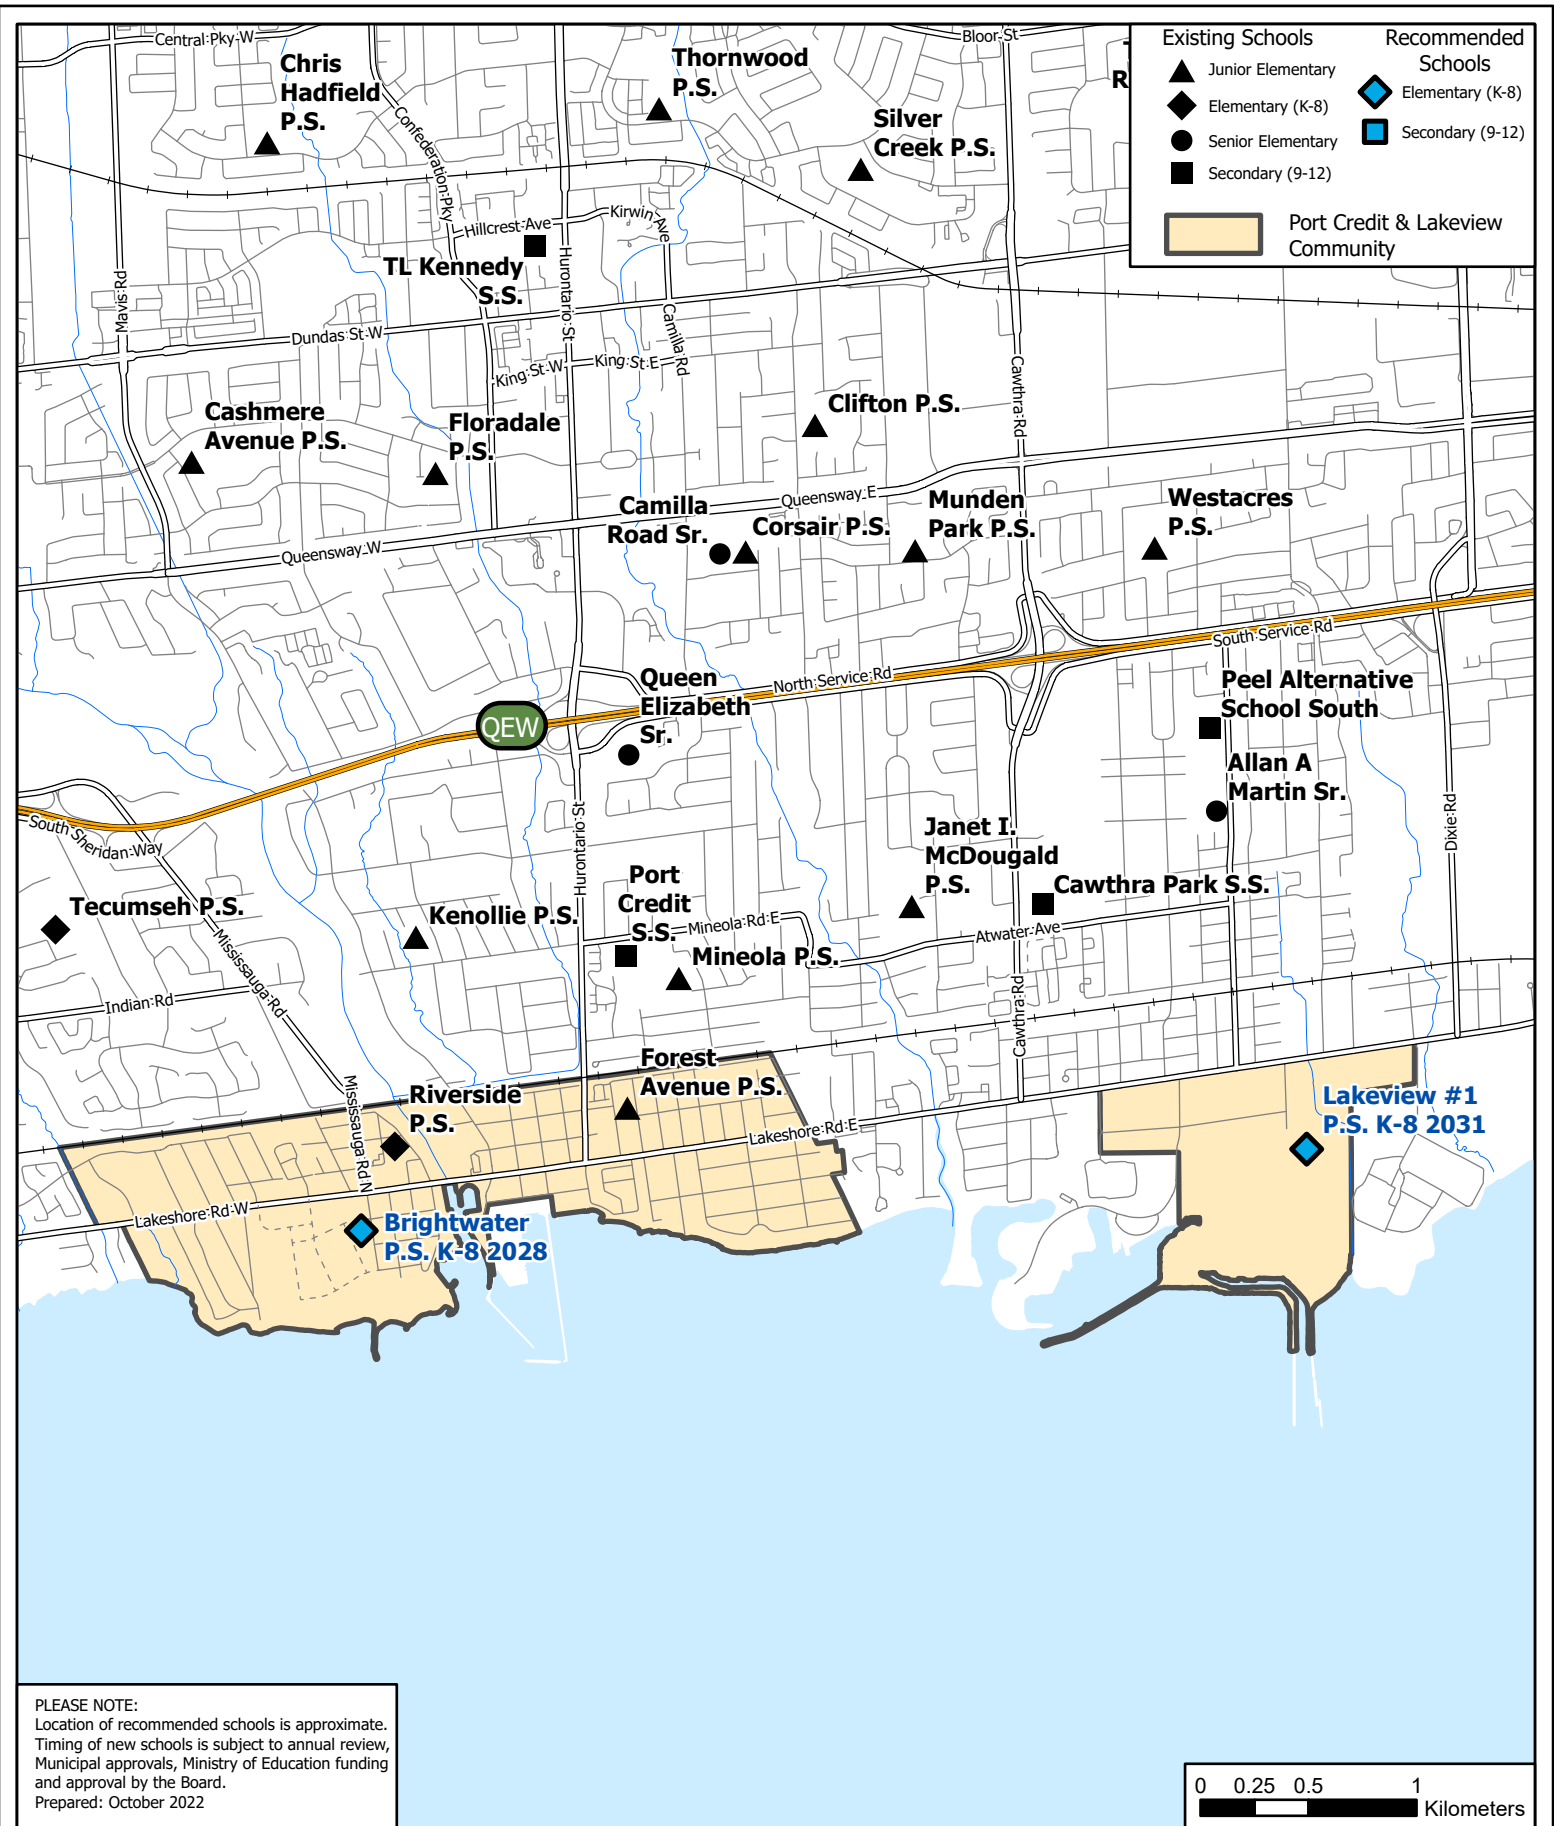 Central Pky W
Bloor St
Existing Schools
Junior Elementary
Elementary (K-8)
Senior Elementary
Secondary (9-12)
Recommended
Schools
Elementary (K-8)
Secondary (9-12)
Port Credit & Lakeview
Community
Chris
Hadfield
P.S.
Thornwood
P.S.
Silver
Creek P.S.
R
Confederation Pky
Hillcrest Ave
Kirwin Ave
TL Kennedy
S.S.
Hurontario St
Mavis Rd
Dundas St W
Camilla Rd
King St W
King St E
Cawthra Rd
Cashmere
Avenue P.S.
Floradale
P.S.
Clifton P.S.
Queensway E
Queensway W
Camilla
Road Sr.
Corsair P.S.
Munden
Park P.S.
Westacres
P.S.
South Service Rd
North Service Rd
Queen
Elizabeth
Sr.
QEW
Peel Alternative
School South
Allan A
Martin Sr.
Dixie Rd
South Sheridan Way
Hurontario St
Janet I.
McDougald
P.S.
Cawthra Park S.S.
Tecumseh P.S.
Kenollie P.S.
Port
Credit
S.S.
Mineola Rd E
Mineola P.S.
Atwater Ave
Mississauga Rd
Indian Rd
Cawthra Rd
Forest
Avenue P.S.
Riverside
P.S.
Mississauga Rd N
Lakeshore Rd E
Lakeshore Rd W
Lakeview #1
P.S. K-8 2031
Brightwater
P.S. K-8 2028
PLEASE NOTE:
Location of recommended schools is approximate.
Timing of new schools is subject to annual review,
Municipal approvals, Ministry of Education funding
and approval by the Board.
Prepared: October 2022
0 0.25 0.5 1
Kilometers